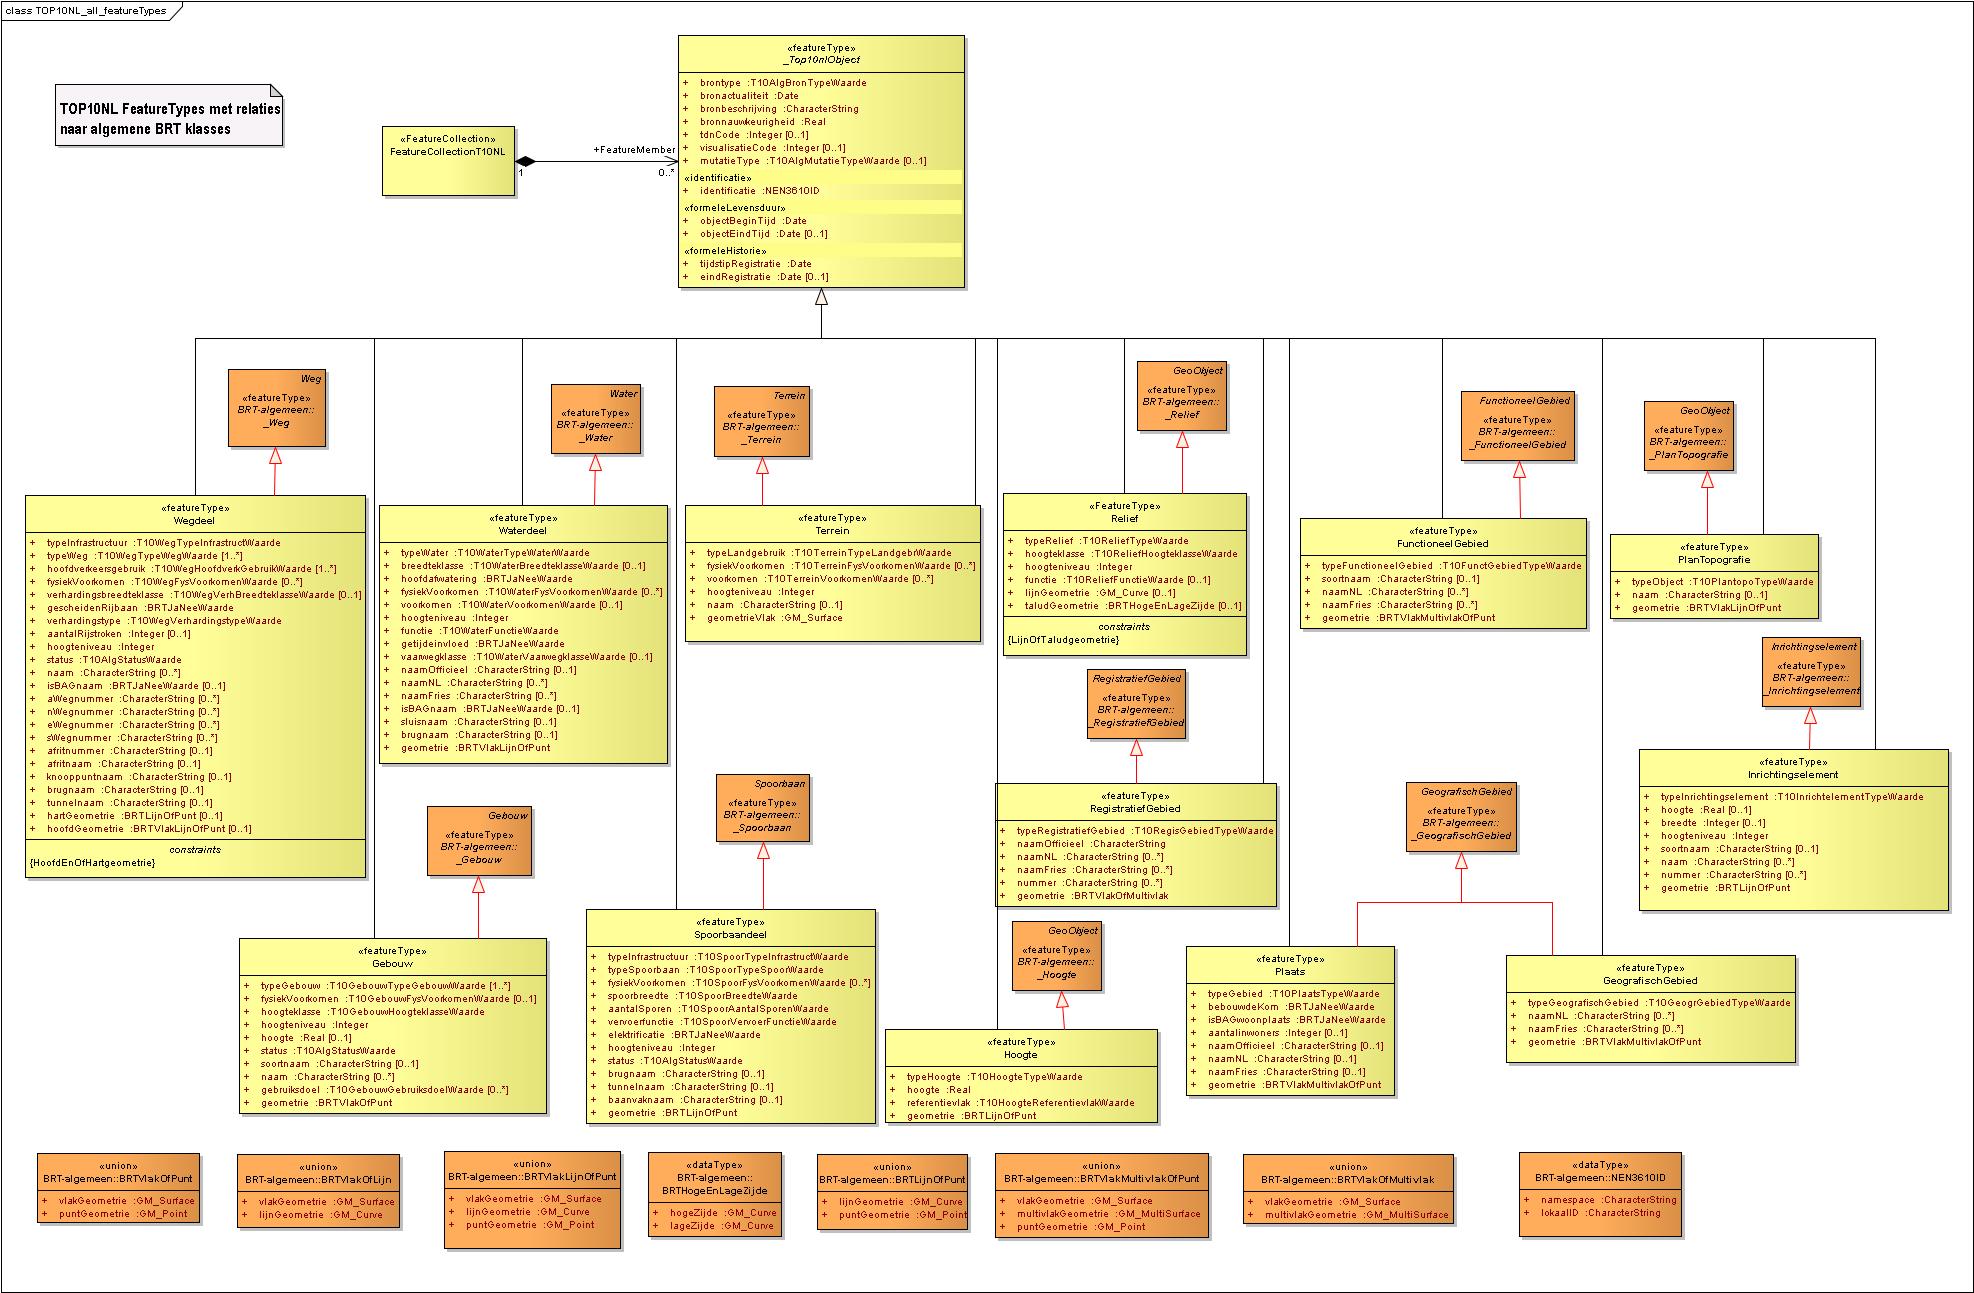 class TOP10NL_all_featureTypes
TOP10NL FeatureTypes met relaties
naar algemene BRT klasses
«FeatureCollection»
FeatureCollectionT10NL
1
+FeatureMember
0..*
«featureType»
_Top10nlObject
+ brontype :T10AlgBronTypeWaarde
+ bronactualiteit :Date
+ bronbeschrijving :CharacterString
+ bronnauwkeurigheid :Real
+ tdnCode :Integer [0..1]
+ visualisatieCode :Integer [0..1]
+ mutatieType :T10AlgMutatieTypeWaarde [0..1]
«identificatie»
+ identificatie :NEN3610ID
«formeleLevensduur»
+ objectBeginTijd :Date
+ objectEindTijd :Date [0..1]
«formeleHistorie»
+ tijdstipRegistratie :Date
+ eindRegistratie :Date [0..1]
Weg
«featureType»
BRT-algemeen::
_Weg
Water
«featureType»
BRT-algemeen::
_Water
Terrein
«featureType»
BRT-algemeen::
_Terrein
GeoObject
«featureType»
BRT-algemeen::
_Relief
FunctioneelGebied
«featureType»
BRT-algemeen::
_FunctioneelGebied
GeoObject
«featureType»
BRT-algemeen::
_PlanTopografie
«featureType»
Wegdeel
+ typeInfrastructuur :T10WegTypeInfrastructWaarde
+ typeWeg :T10WegTypeWegWaarde [1..*]
+ hoofdverkeersgebruik :T10WegHoofdverkGebruikWaarde [1..*]
+ fysiekVoorkomen :T10WegFysVoorkomenWaarde [0..*]
+ verhardingsbreedteklasse :T10WegVerhBreedteklasseWaarde [0..1]
+ gescheidenRijbaan :BRTJaNeeWaarde
+ verhardingstype :T10WegVerhardingstypeWaarde
+ aantalRijstroken :Integer [0..1]
+ hoogteniveau :Integer
+ status :T10AlgStatusWaarde
+ naam :CharacterString [0..*]
+ isBAGnaam :BRTJaNeeWaarde [0..1]
+ aWegnummer :CharacterString [0..*]
+ nWegnummer :CharacterString [0..*]
+ eWegnummer :CharacterString [0..*]
+ sWegnummer :CharacterString [0..*]
+ afritnummer :CharacterString [0..1]
+ afritnaam :CharacterString [0..1]
+ knooppuntnaam :CharacterString [0..1]
+ brugnaam :CharacterString [0..1]
+ tunnelnaam :CharacterString [0..1]
+ hartGeometrie :BRTLijnOfPunt [0..1]
+ hoofdGeometrie :BRTVlakLijnOfPunt [0..1]
constraints
{HoofdEnOfHartgeometrie}
«featureType»
Waterdeel
+ typeWater :T10WaterTypeWaterWaarde
+ breedteklasse :T10WaterBreedteklasseWaarde [0..1]
+ hoofdafwatering :BRTJaNeeWaarde
+ fysiekVoorkomen :T10WaterFysVoorkomenWaarde [0..*]
+ voorkomen :T10WaterVoorkomenWaarde [0..1]
+ hoogteniveau :Integer
+ functie :T10WaterFunctieWaarde
+ getijdeinvloed :BRTJaNeeWaarde
+ vaarwegklasse :T10WaterVaarwegklasseWaarde [0..1]
+ naamOfficieel :CharacterString [0..1]
+ naamNL :CharacterString [0..*]
+ naamFries :CharacterString [0..*]
+ isBAGnaam :BRTJaNeeWaarde [0..1]
+ sluisnaam :CharacterString [0..1]
+ brugnaam :CharacterString [0..1]
+ geometrie :BRTVlakLijnOfPunt
«featureType»
Terrein
+ typeLandgebruik :T10TerreinTypeLandgebrWaarde
+ fysiekVoorkomen :T10TerreinFysVoorkomenWaarde [0..*]
+ voorkomen :T10TerreinVoorkomenWaarde [0..*]
+ hoogteniveau :Integer
+ naam :CharacterString [0..1]
+ geometrieVlak :GM_Surface
«FeatureType»
Relief
+ typeRelief :T10ReliefTypeWaarde
+ hoogteklasse :T10ReliefHoogteklasseWaarde
+ hoogteniveau :Integer
+ functie :T10ReliefFunctieWaarde [0..1]
+ lijnGeometrie :GM_Curve [0..1]
+ taludGeometrie :BRTHogeEnLageZijde [0..1]
constraints
{LijnOfTaludgeometrie}
«featureType»
FunctioneelGebied
+ typeFunctioneelGebied :T10FunctGebiedTypeWaarde
+ soortnaam :CharacterString [0..1]
+ naamNL :CharacterString [0..*]
+ naamFries :CharacterString [0..*]
+ geometrie :BRTVlakMultivlakOfPunt
«featureType»
PlanTopografie
+ typeObject :T10PlantopoTypeWaarde
+ naam :CharacterString [0..1]
+ geometrie :BRTVlakLijnOfPunt
Inrichtingselement
«featureType»
BRT-algemeen::
_Inrichtingselement
RegistratiefGebied
«featureType»
BRT-algemeen::
_RegistratiefGebied
«featureType»
RegistratiefGebied
+ typeRegistratiefGebied :T10RegisGebiedTypeWaarde
+ naamOfficieel :CharacterString
+ naamNL :CharacterString [0..*]
+ naamFries :CharacterString [0..*]
+ nummer :CharacterString [0..*]
+ geometrie :BRTVlakOfMultivlak
«featureType»
Inrichtingselement
+ typeInrichtingselement :T10InrichtelementTypeWaarde
+ hoogte :Real [0..1]
+ breedte :Integer [0..1]
+ hoogteniveau :Integer
+ soortnaam :CharacterString [0..1]
+ naam :CharacterString [0..*]
+ nummer :CharacterString [0..*]
+ geometrie :BRTLijnOfPunt
Gebouw
«featureType»
BRT-algemeen::
_Gebouw
Spoorbaan
«featureType»
BRT-algemeen::
_Spoorbaan
GeografischGebied
«featureType»
BRT-algemeen::
_GeografischGebied
GeoObject
«featureType»
BRT-algemeen::
_Hoogte
«featureType»
Gebouw
+ typeGebouw :T10GebouwTypeGebouwWaarde [1..*]
+ fysiekVoorkomen :T10GebouwFysVoorkomenWaarde [0..1]
+ hoogteklasse :T10GebouwHoogteklasseWaarde
+ hoogteniveau :Integer
+ hoogte :Real [0..1]
+ status :T10AlgStatusWaarde
+ soortnaam :CharacterString [0..1]
+ naam :CharacterString [0..*]
+ gebruiksdoel :T10GebouwGebruiksdoelWaarde [0..*]
+ geometrie :BRTVlakOfPunt
«featureType»
Spoorbaandeel
+ typeInfrastructuur :T10SpoorTypeInfrastructWaarde
+ typeSpoorbaan :T10SpoorTypeSpoorWaarde
+ fysiekVoorkomen :T10SpoorFysVoorkomenWaarde [0..*]
+ spoorbreedte :T10SpoorBreedteWaarde
+ aantalSporen :T10SpoorAantalSporenWaarde
+ vervoerfunctie :T10SpoorVervoerFunctieWaarde
+ elektrificatie :BRTJaNeeWaarde
+ hoogteniveau :Integer
+ status :T10AlgStatusWaarde
+ brugnaam :CharacterString [0..1]
+ tunnelnaam :CharacterString [0..1]
+ baanvaknaam :CharacterString [0..1]
+ geometrie :BRTLijnOfPunt
«featureType»
Hoogte
+ typeHoogte :T10HoogteTypeWaarde
+ hoogte :Real
+ referentievlak :T10HoogteReferentievlakWaarde
+ geometrie :BRTLijnOfPunt
«featureType»
Plaats
+ typeGebied :T10PlaatsTypeWaarde
+ bebouwdeKom :BRTJaNeeWaarde
+ isBAGwoonplaats :BRTJaNeeWaarde
+ aantalinwoners :Integer [0..1]
+ naamOfficieel :CharacterString [0..1]
+ naamNL :CharacterString [0..1]
+ naamFries :CharacterString [0..1]
+ geometrie :BRTVlakMultivlakOfPunt
«featureType»
GeografischGebied
+ typeGeografischGebied :T10GeogrGebiedTypeWaarde
+ naamNL :CharacterString [0..*]
+ naamFries :CharacterString [0..*]
+ geometrie :BRTVlakMultivlakOfPunt
«union»
BRT-algemeen::BRTVlakOfPunt
+ vlakGeometrie :GM_Surface
+ puntGeometrie :GM_Point
«union»
BRT-algemeen::BRTVlakOfLijn
+ vlakGeometrie :GM_Surface
+ lijnGeometrie :GM_Curve
«union»
BRT-algemeen::BRTVlakLijnOfPunt
+ vlakGeometrie :GM_Surface
+ lijnGeometrie :GM_Curve
+ puntGeometrie :GM_Point
«dataType»
BRT-algemeen::
BRTHogeEnLageZijde
+ hogeZijde :GM_Curve
+ lageZijde :GM_Curve
«union»
BRT-algemeen::BRTLijnOfPunt
+ lijnGeometrie :GM_Curve
+ puntGeometrie :GM_Point
«union»
BRT-algemeen::BRTVlakMultivlakOfPunt
+ vlakGeometrie :GM_Surface
+ multivlakGeometrie :GM_MultiSurface
+ puntGeometrie :GM_Point
«union»
BRT-algemeen::BRTVlakOfMultivlak
+ vlakGeometrie :GM_Surface
+ multivlakGeometrie :GM_MultiSurface
«dataType»
BRT-algemeen::NEN3610ID
+ namespace :CharacterString
+ lokaalID :CharacterString